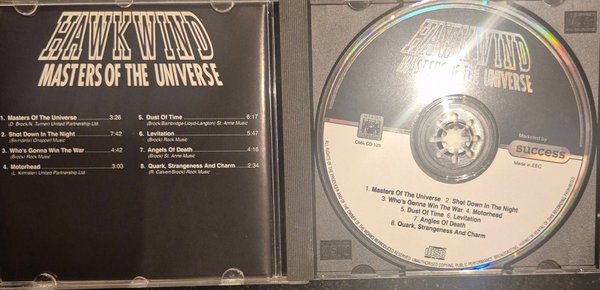 HAWKWIND
MASTERS OF THE UNIVERSE
1. Masters Of The Universe 3:26
(D. Brock/N. Turner) United Partnership Ltd.
2. Shot Down In The Night 7:42
Chappell Music
3. Who's Gonna Win The War 4:42
(Brock) Rock Music
4. Motorhead 3:03
(L. Kilmister) United Partnership Ltd.
5. Dust Of Time 6:17
(Brock/Bainbridge-Lloyd-Langton) St. Anne Music
6. Levitation 5:47
(Brock) Rock Music
7. Angels Of Death 4:16
(Brock) St. Anne Music
8. Quark, Strangeness And Charm 2:34
(R. Calvert/Brock) Rock Music
HAWKWIND
MASTERS OF THE UNIVERSE
CD 129
Marketed by
success
Made in EEC
1. Masters Of The Universe 2. Shot Down In The Night
3. Who's Gonna Win The War 4. Motorhead
5. Dust Of Time 6. Levitation
7. Angles Of Death
8. Quark, Strangeness And Charm